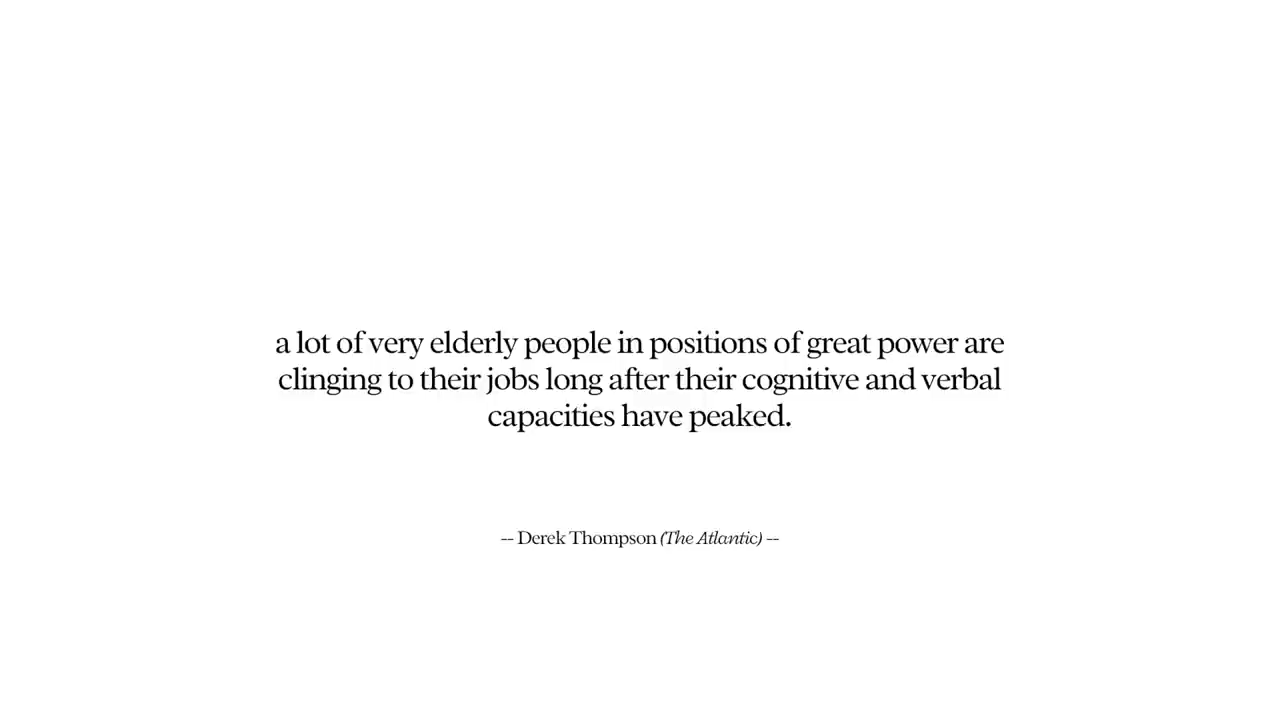 a lot of very elderly people in positions of great power are
clinging to their jobs long after their cognitive and verbal
capacities have peaked.
-- Derek Thompson (The Atlantic) --